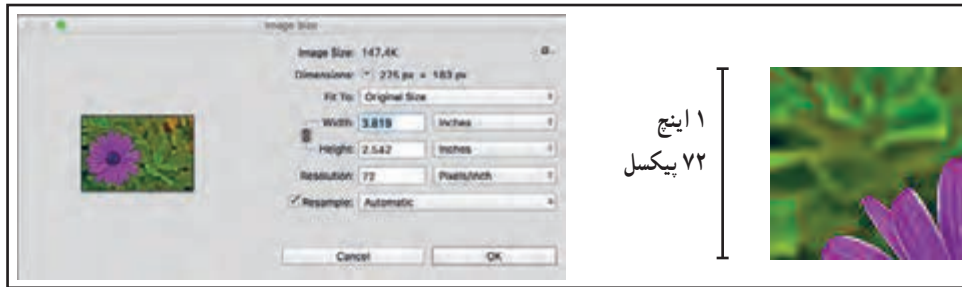 Image Size
Image Size: 147.4K
Dimensions: 275 px × 183 px
Fit To: Original Size
Width: 3.819 Inches
Height: 2.542 Inches
Resolution: 72 Pixels/Inch
Resample: Automatic
Cancel OK
۱ اینچ
۷۲ پیکسل